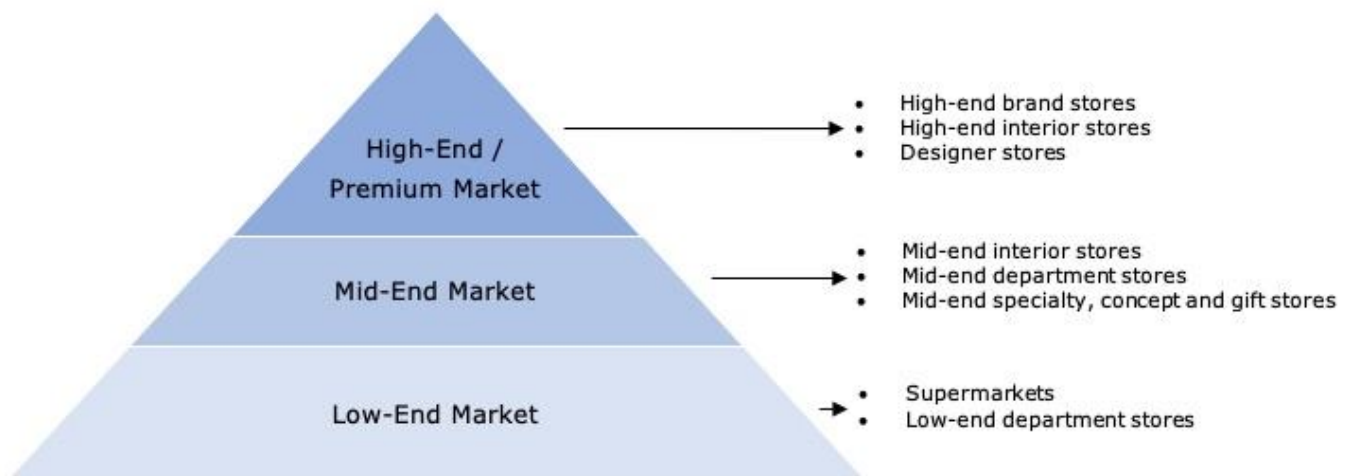 High-End /
Premium Market
• High-end brand stores
• High-end interior stores
• Designer stores
Mid-End Market
• Mid-end interior stores
• Mid-end department stores
• Mid-end specialty, concept and gift stores
Low-End Market
• Supermarkets
• Low-end department stores